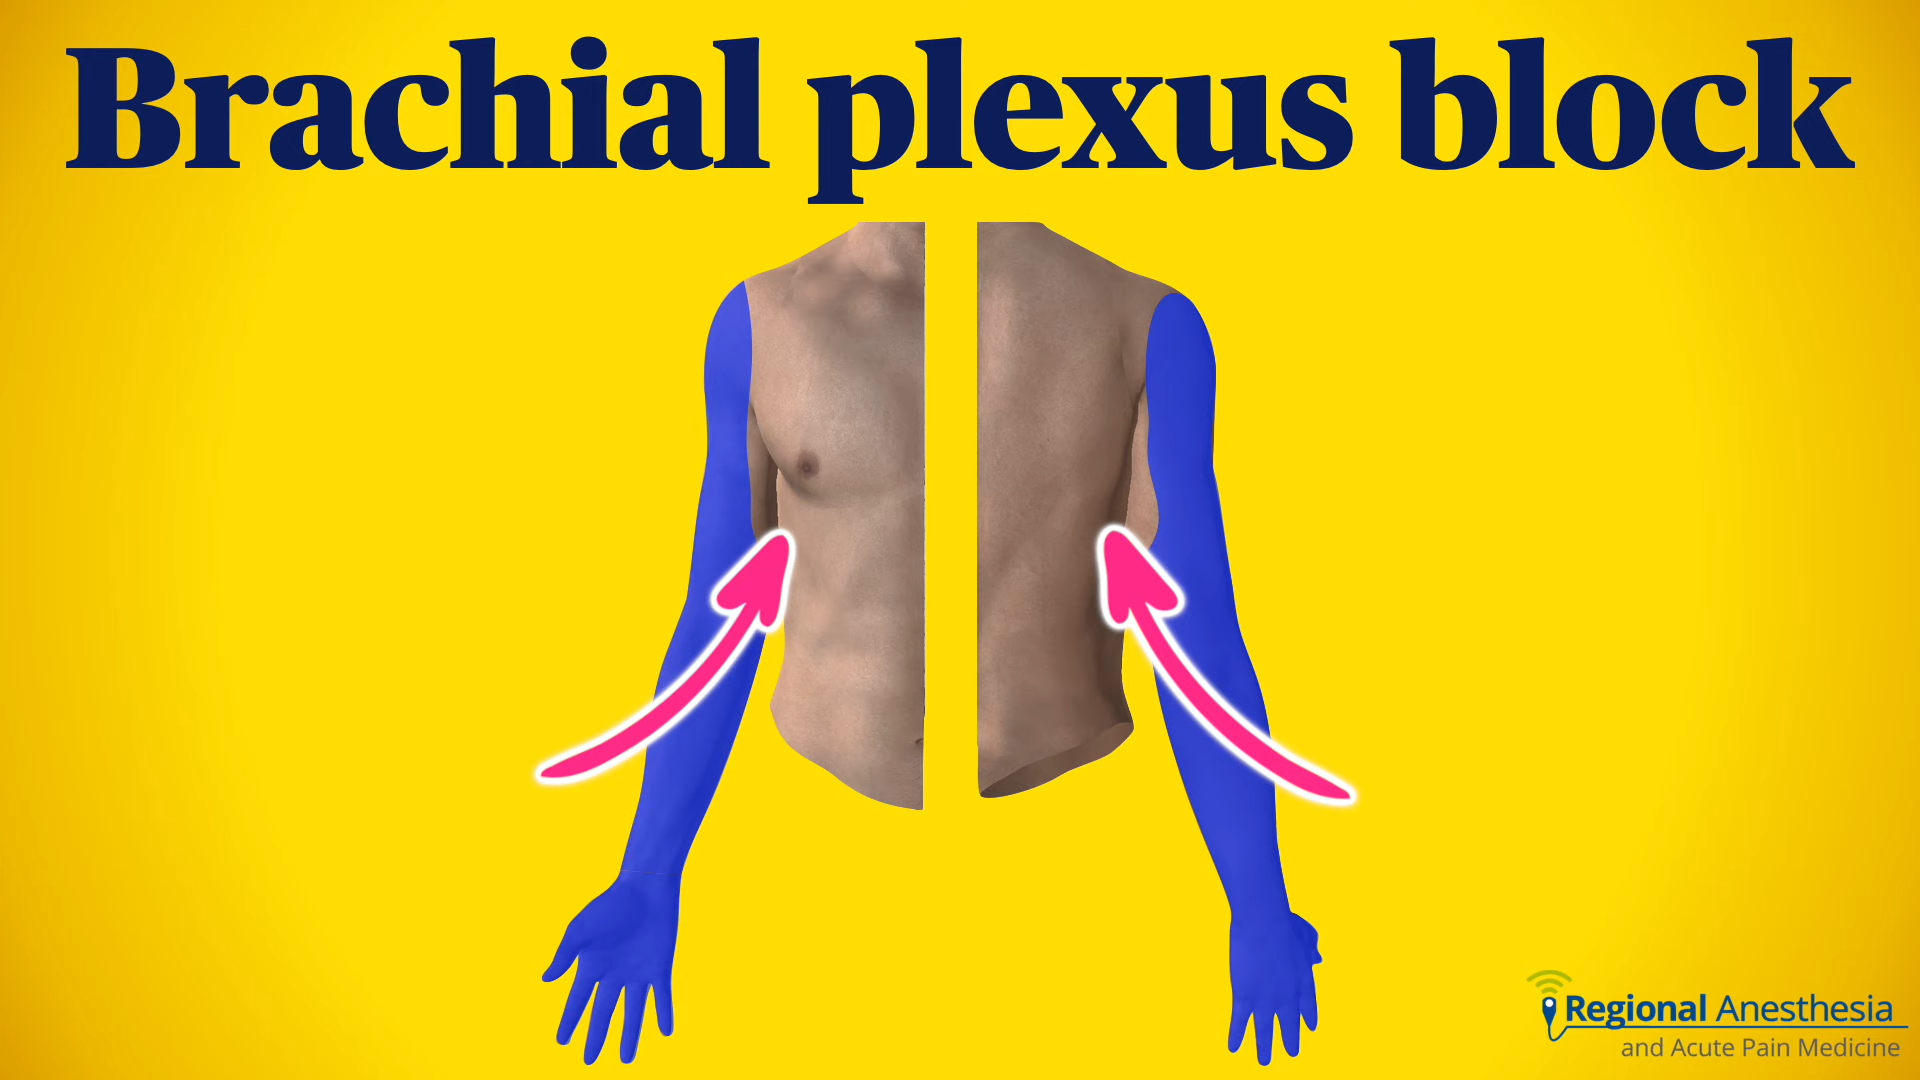 Brachial plexus block
Regional Anesthesia
and Acute Pain Medicine